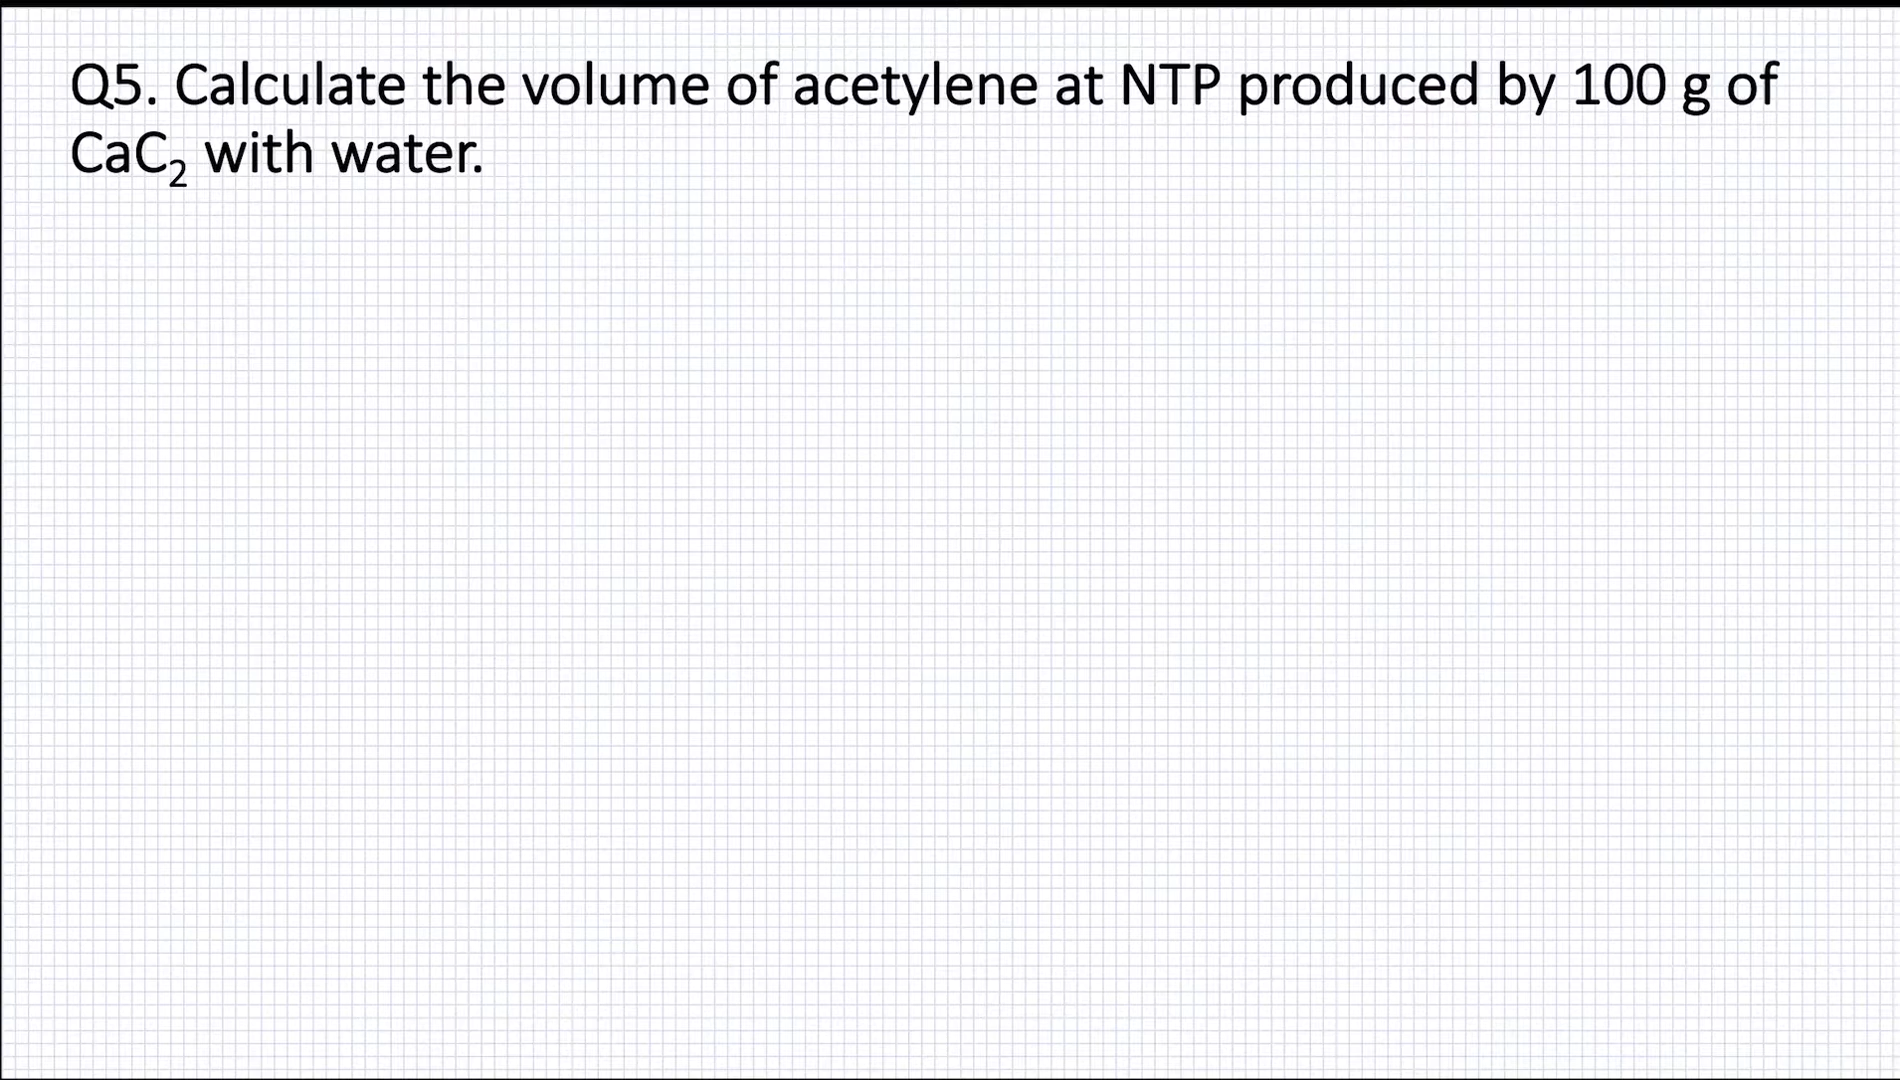 Q5. Calculate the volume of acetylene at NTP produced by 100 g of
CaC₂ with water.